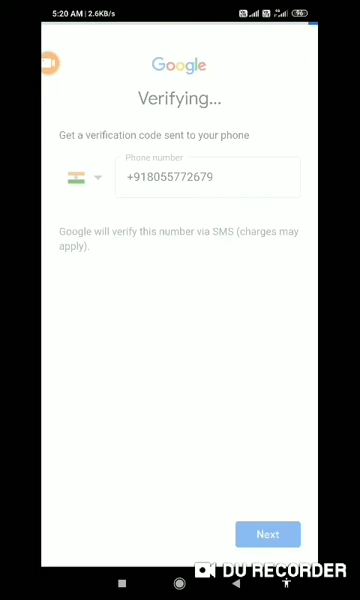 5:20 AM | 2.6KB/s
96
Google
Verifying...
Get a verification code sent to your phone
Phone number
+918055772679
Google will verify this number via SMS (charges may
apply).
Next
DU RECORDER